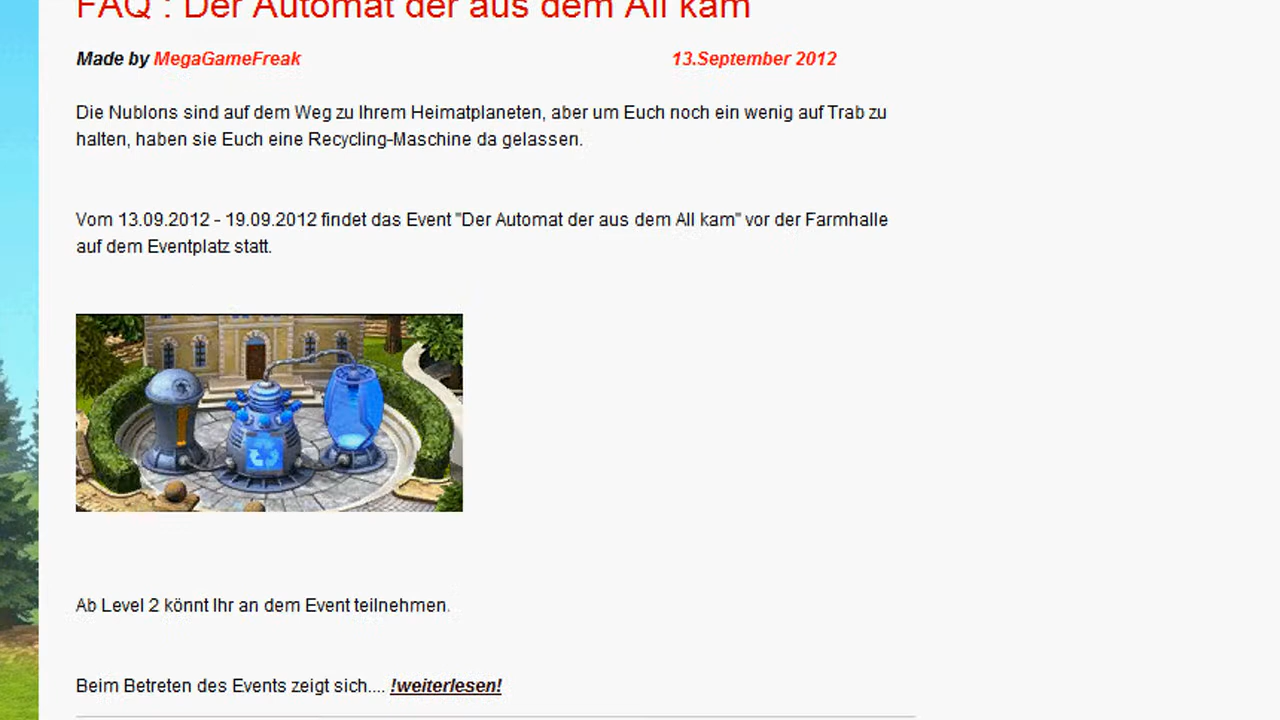 FAQ : Der Automat der aus dem All kam
Made by MegaGameFreak 13.September 2012
Die Nublons sind auf dem Weg zu Ihrem Heimatplaneten, aber um Euch noch ein wenig auf Trab zu
halten, haben sie Euch eine Recycling-Maschine da gelassen.
Vom 13.09.2012 - 19.09.2012 findet das Event "Der Automat der aus dem All kam" vor der Farmhalle
auf dem Eventplatz statt.
Ab Level 2 könnt Ihr an dem Event teilnehmen.
Beim Betreten des Events zeigt sich.... !weiterlesen!